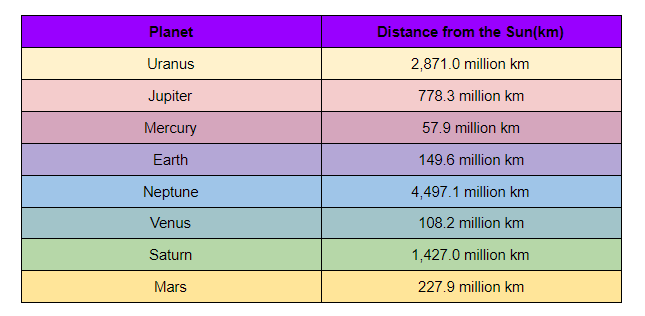 Planet Distance from the Sun(km)
Uranus 2,871.0 million km
Jupiter 778.3 million km
Mercury 57.9 million km
Earth 149.6 million km
Neptune 4,497.1 million km
Venus 108.2 million km
Saturn 1,427.0 million km
Mars 227.9 million km